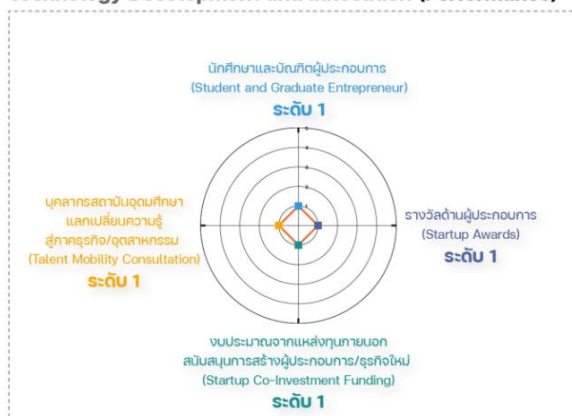 Technology Development and Innovation (Performance)
นักศึกษาและบัณฑิตผู้ประกอบการ
(Student and Graduate Entrepreneur)
ระดับ 1
บุคลากรสถาบันอุดมศึกษา
แลกเปลี่ยนความรู้
สู่ภาคธุรกิจ/อุตสาหกรรม
(Talent Mobility Consultation)
ระดับ 1
รางวัลด้านผู้ประกอบการ
(Startup Awards)
ระดับ 1
งบประมาณจากแหล่งทุนภายนอก
สนับสนุนการสร้างผู้ประกอบการ/ธุรกิจใหม่
(Startup Co-Investment Funding)
ระดับ 1